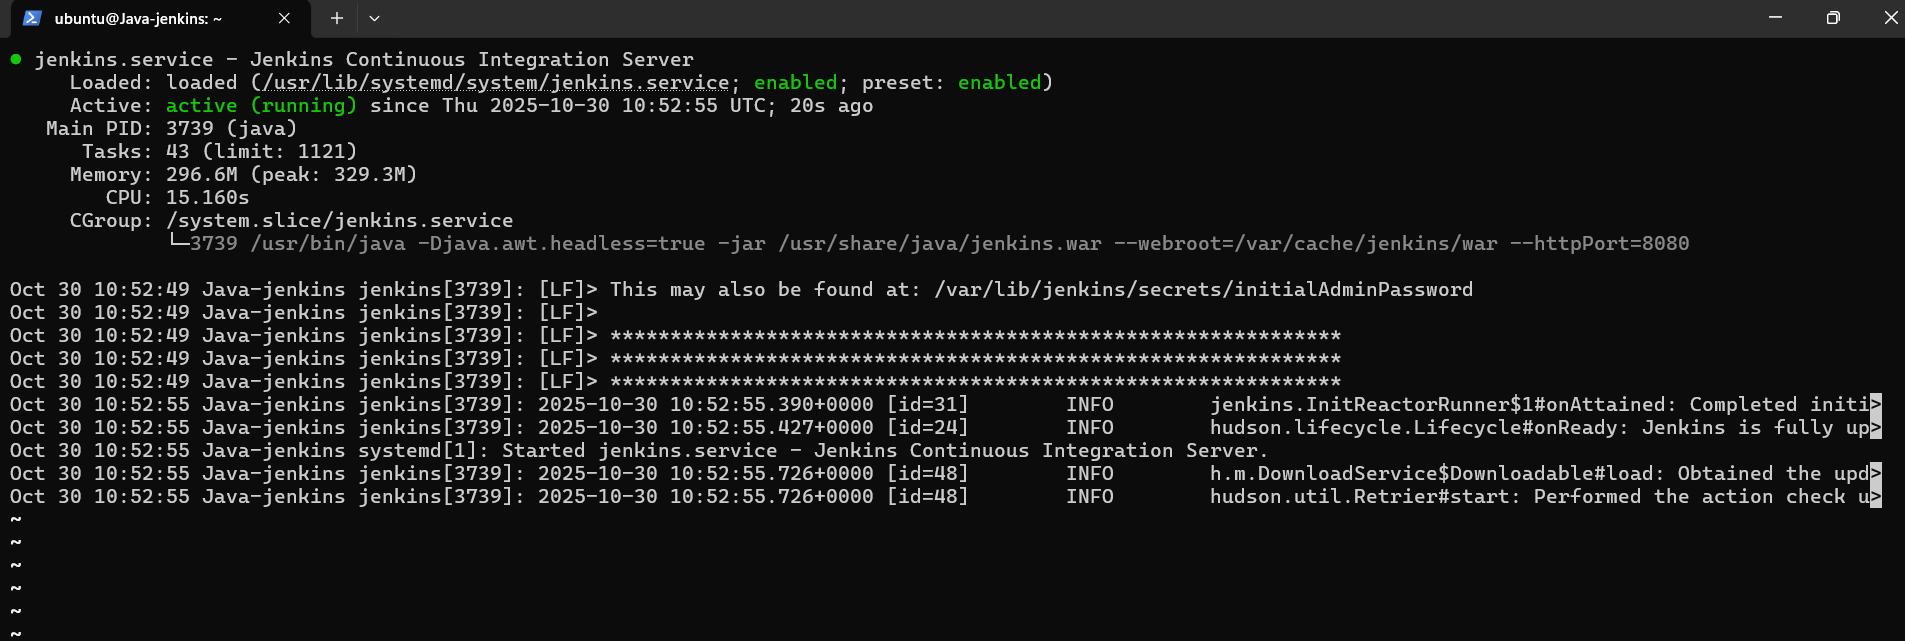 ubuntu@Java-jenkins: ~
● jenkins.service - Jenkins Continuous Integration Server
Loaded: loaded (/usr/lib/systemd/system/jenkins.service; enabled; preset: enabled)
Active: active (running) since Thu 2025-10-30 10:52:55 UTC; 20s ago
Main PID: 3739 (java)
Tasks: 43 (limit: 1121)
Memory: 296.6M (peak: 329.3M)
CPU: 15.160s
CGroup: /system.slice/jenkins.service
└─3739 /usr/bin/java -Djava.awt.headless=true -jar /usr/share/java/jenkins.war --webroot=/var/cache/jenkins/war --httpPort=8080
Oct 30 10:52:49 Java-jenkins jenkins[3739]: [LF]> This may also be found at: /var/lib/jenkins/secrets/initialAdminPassword
Oct 30 10:52:49 Java-jenkins jenkins[3739]: [LF]>
Oct 30 10:52:49 Java-jenkins jenkins[3739]: [LF]> *************************************************************
Oct 30 10:52:49 Java-jenkins jenkins[3739]: [LF]> *************************************************************
Oct 30 10:52:49 Java-jenkins jenkins[3739]: [LF]> *************************************************************
Oct 30 10:52:55 Java-jenkins jenkins[3739]: 2025-10-30 10:52:55.390+0000 [id=31] INFO jenkins.InitReactorRunner$1#onAttained: Completed initi>
Oct 30 10:52:55 Java-jenkins jenkins[3739]: 2025-10-30 10:52:55.427+0000 [id=24] INFO hudson.lifecycle.Lifecycle#onReady: Jenkins is fully up>
Oct 30 10:52:55 Java-jenkins systemd[1]: Started jenkins.service - Jenkins Continuous Integration Server.
Oct 30 10:52:55 Java-jenkins jenkins[3739]: 2025-10-30 10:52:55.726+0000 [id=48] INFO h.m.DownloadService$Downloadable#load: Obtained the upd>
Oct 30 10:52:55 Java-jenkins jenkins[3739]: 2025-10-30 10:52:55.726+0000 [id=48] INFO hudson.util.Retrier#start: Performed the action check u>
~
~
~
~
~
~